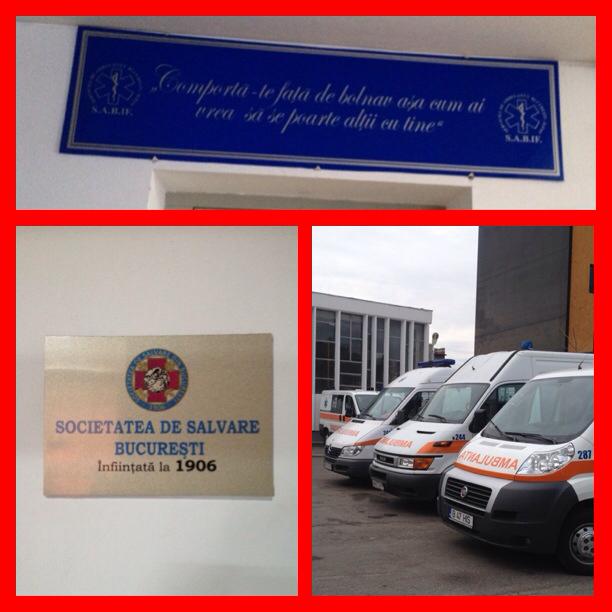 „Comportă-te față de bolnav așa cum ai
vrea să se poarte alții cu tine“
S.A.B.IF.
S.A.B.IF.
SOCIETATEA DE SALVARE
BUCUREȘTI
Înființată la 1906
AMBULANȚA
244
287